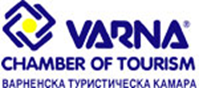 VARNA®
CHAMBER OF TOURISM
ВАРНЕНСКА ТУРИСТИЧЕСКА КАМАРА